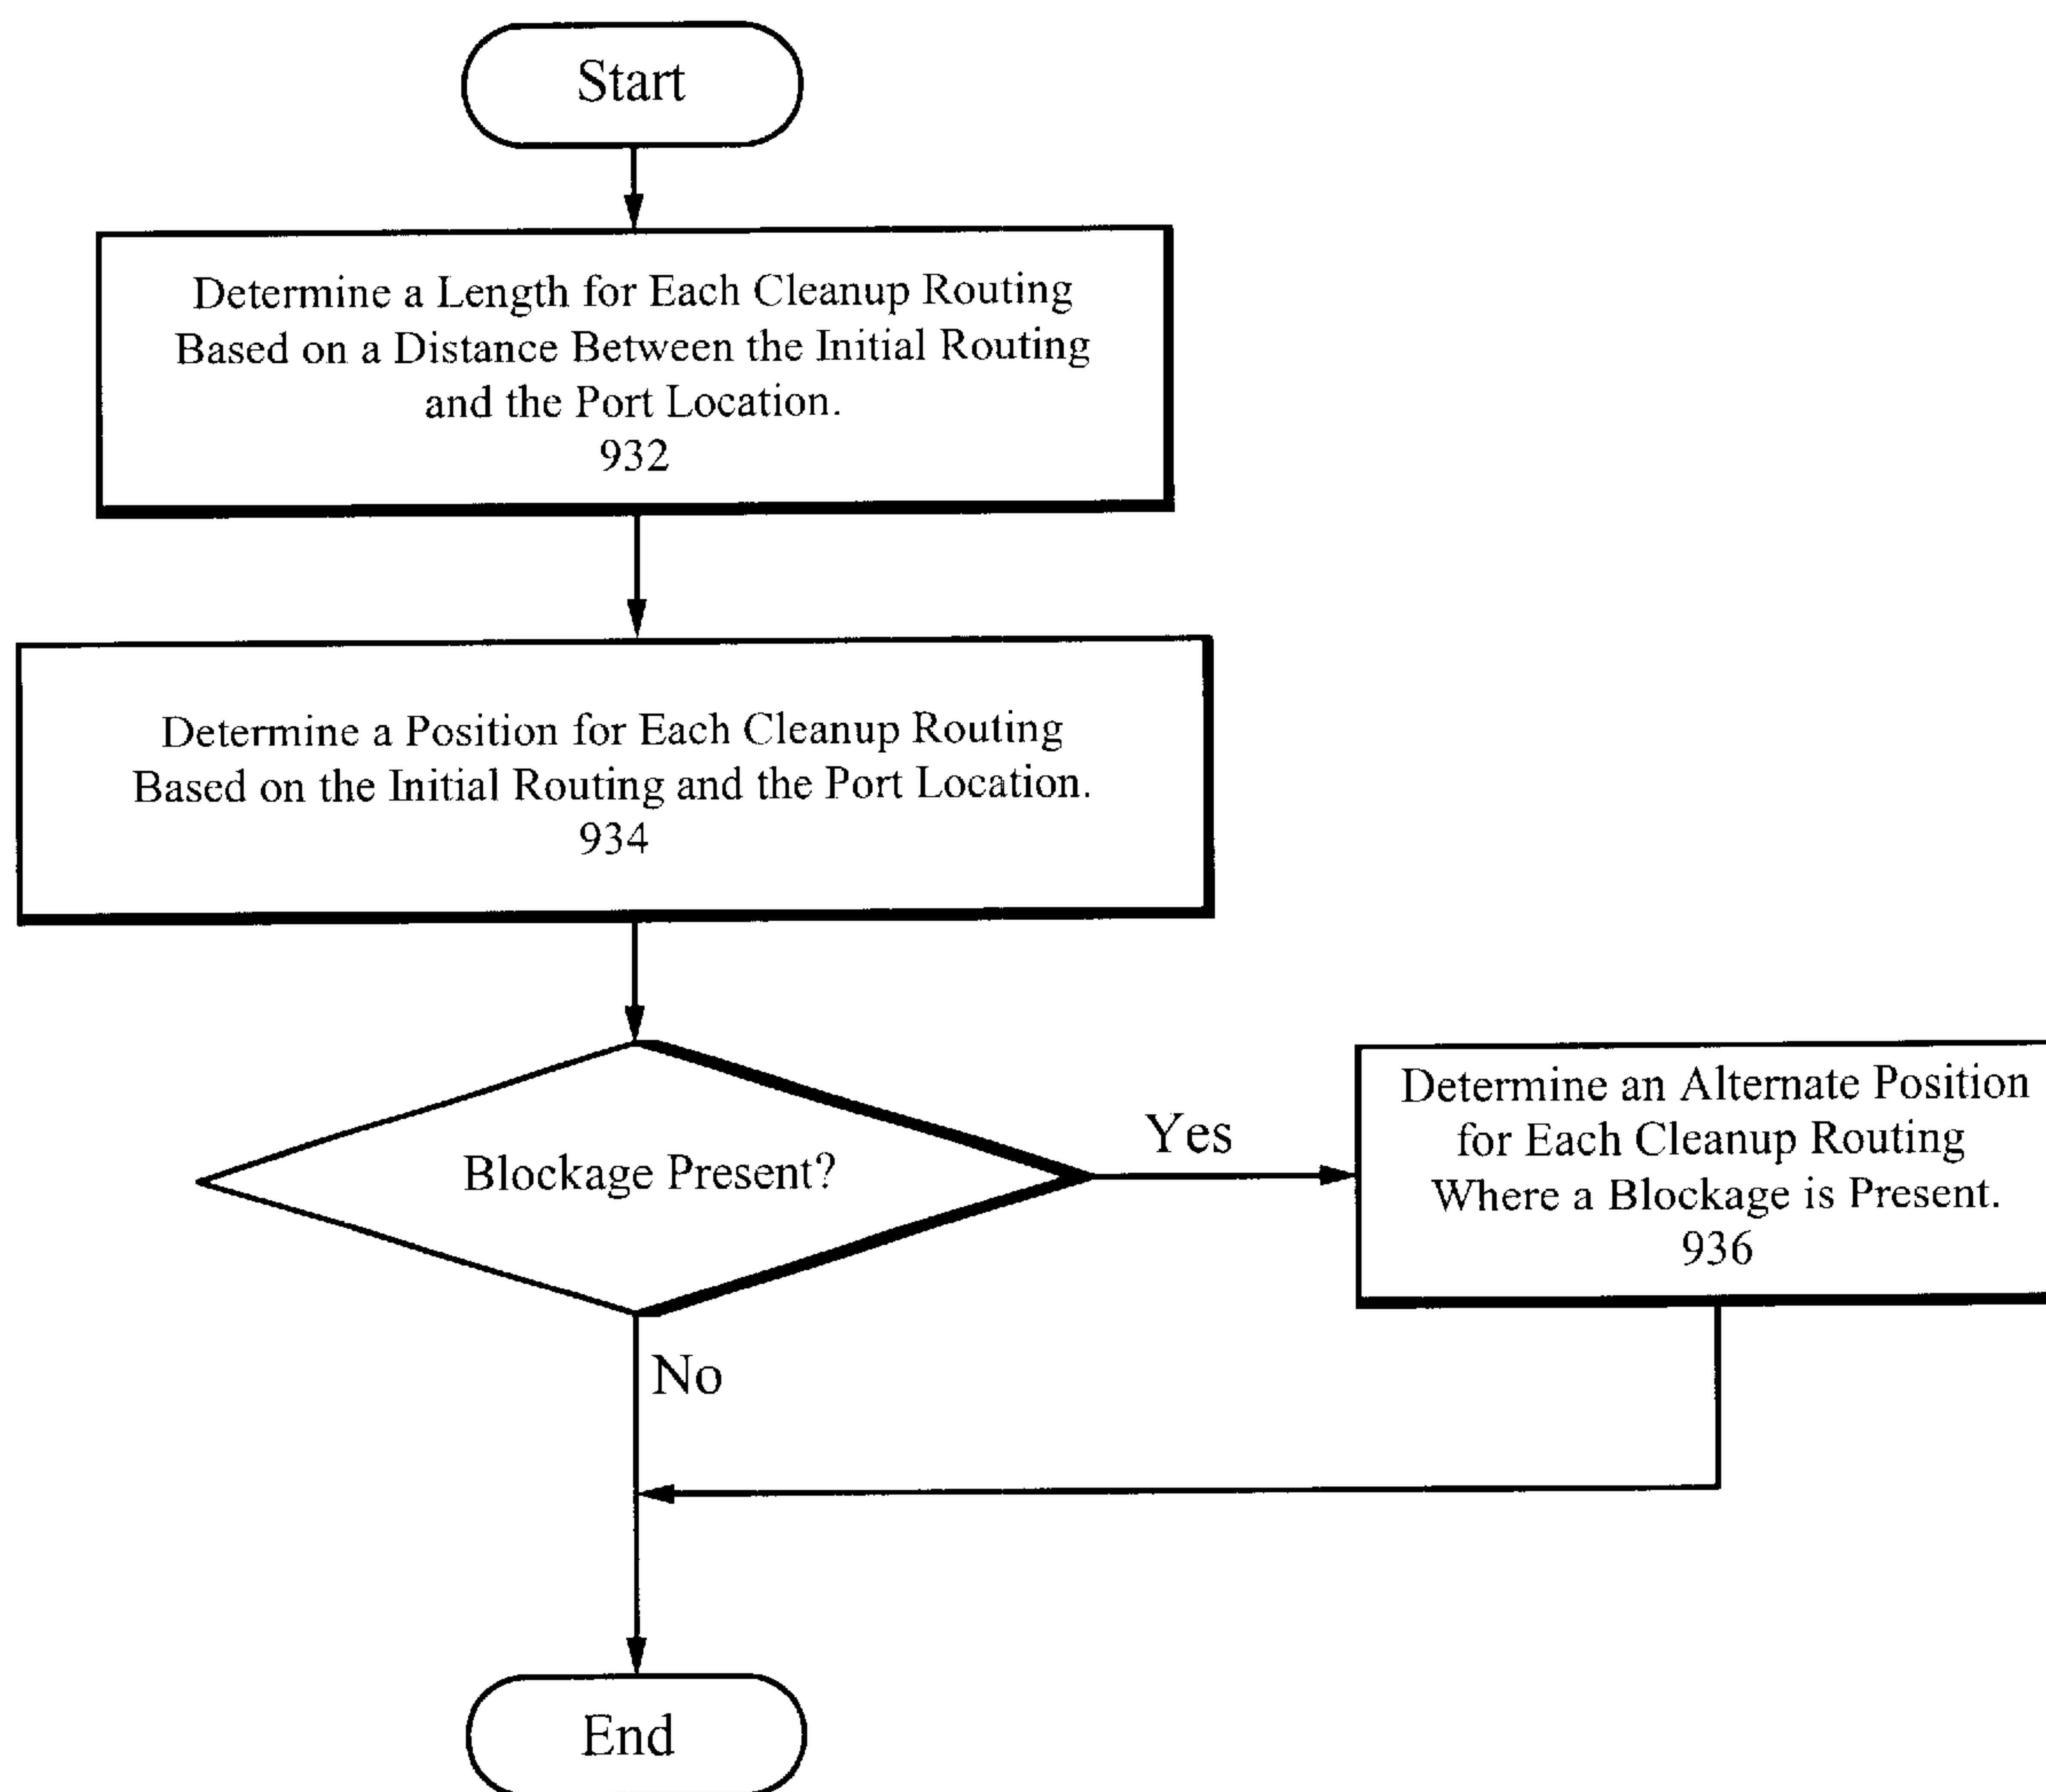 Start
Determine a Length for Each Cleanup Routing
Based on a Distance Between the Initial Routing
and the Port Location.
932
Determine a Position for Each Cleanup Routing
Based on the Initial Routing and the Port Location.
934
Blockage Present?
Yes
Determine an Alternate Position
for Each Cleanup Routing
Where a Blockage is Present.
936
No
End